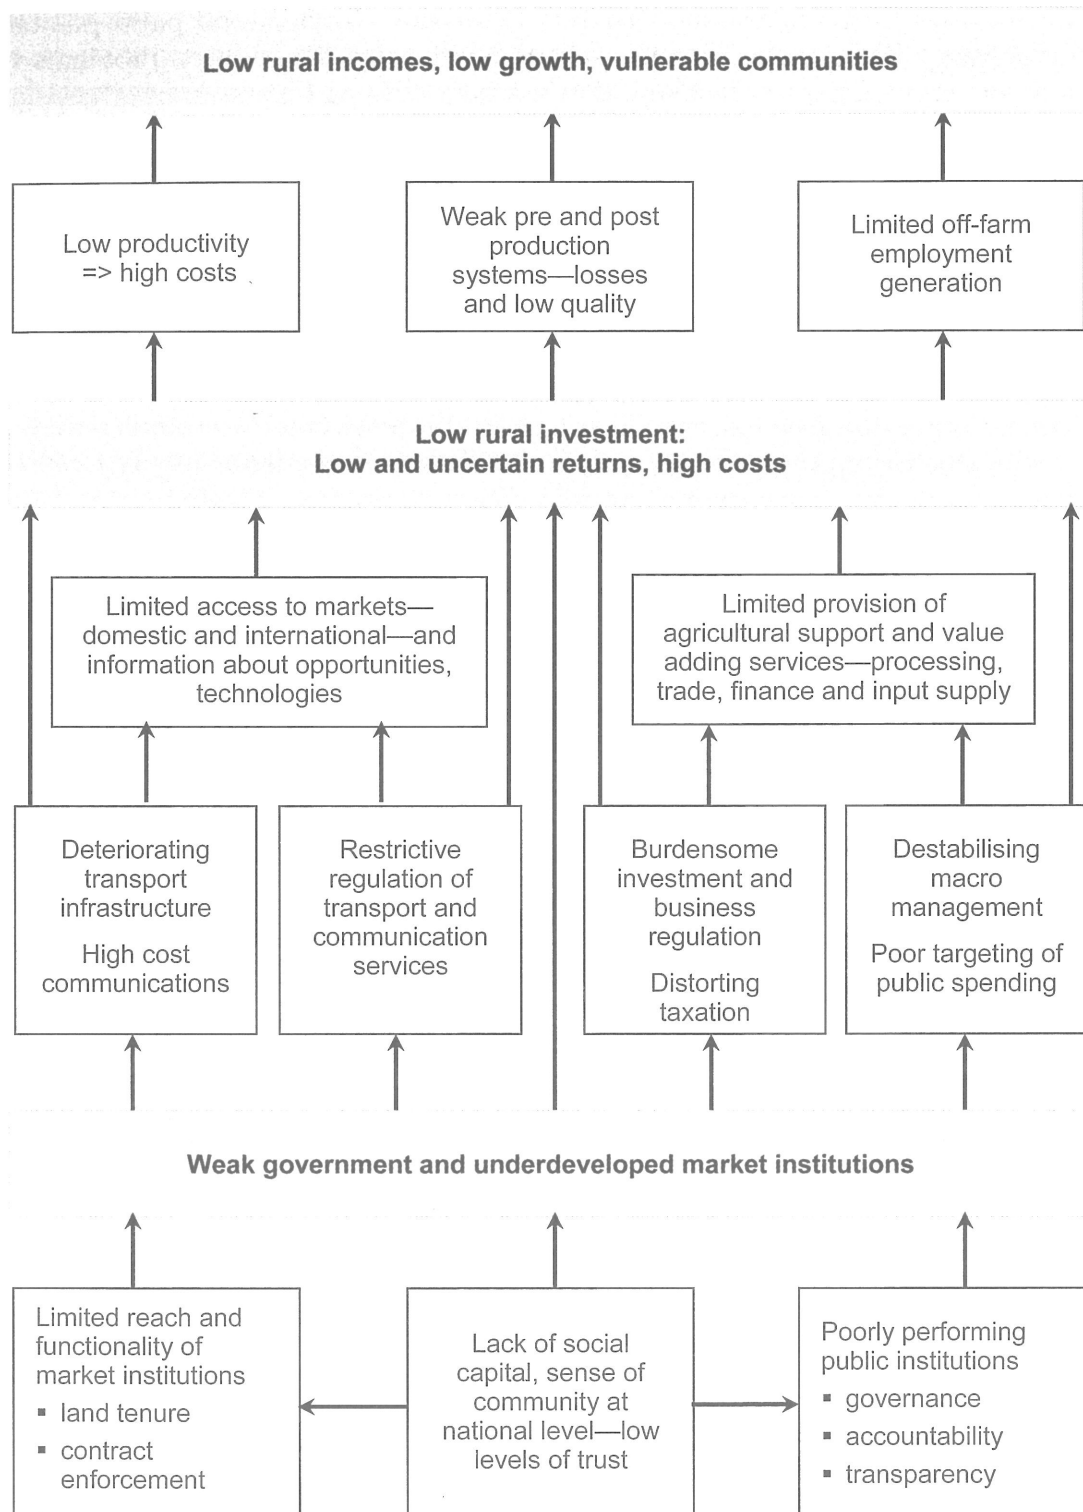 Low rural incomes, low growth, vulnerable communities
Low productivity
=> high costs
Weak pre and post
production
systems—losses
and low quality
Limited off-farm
employment
generation
Low rural investment:
Low and uncertain returns, high costs
Limited access to markets—
domestic and international—and
information about opportunities,
technologies
Limited provision of
agricultural support and value
adding services—processing,
trade, finance and input supply
Deteriorating
transport
infrastructure
High cost
communications
Restrictive
regulation of
transport and
communication
services
Burdensome
investment and
business
regulation
Distorting
taxation
Destabilising
macro
management
Poor targeting of
public spending
Weak government and underdeveloped market institutions
Limited reach and
functionality of
market institutions
▪ land tenure
▪ contract
enforcement
Lack of social
capital, sense of
community at
national level—low
levels of trust
Poorly performing
public institutions
▪ governance
▪ accountability
▪ transparency